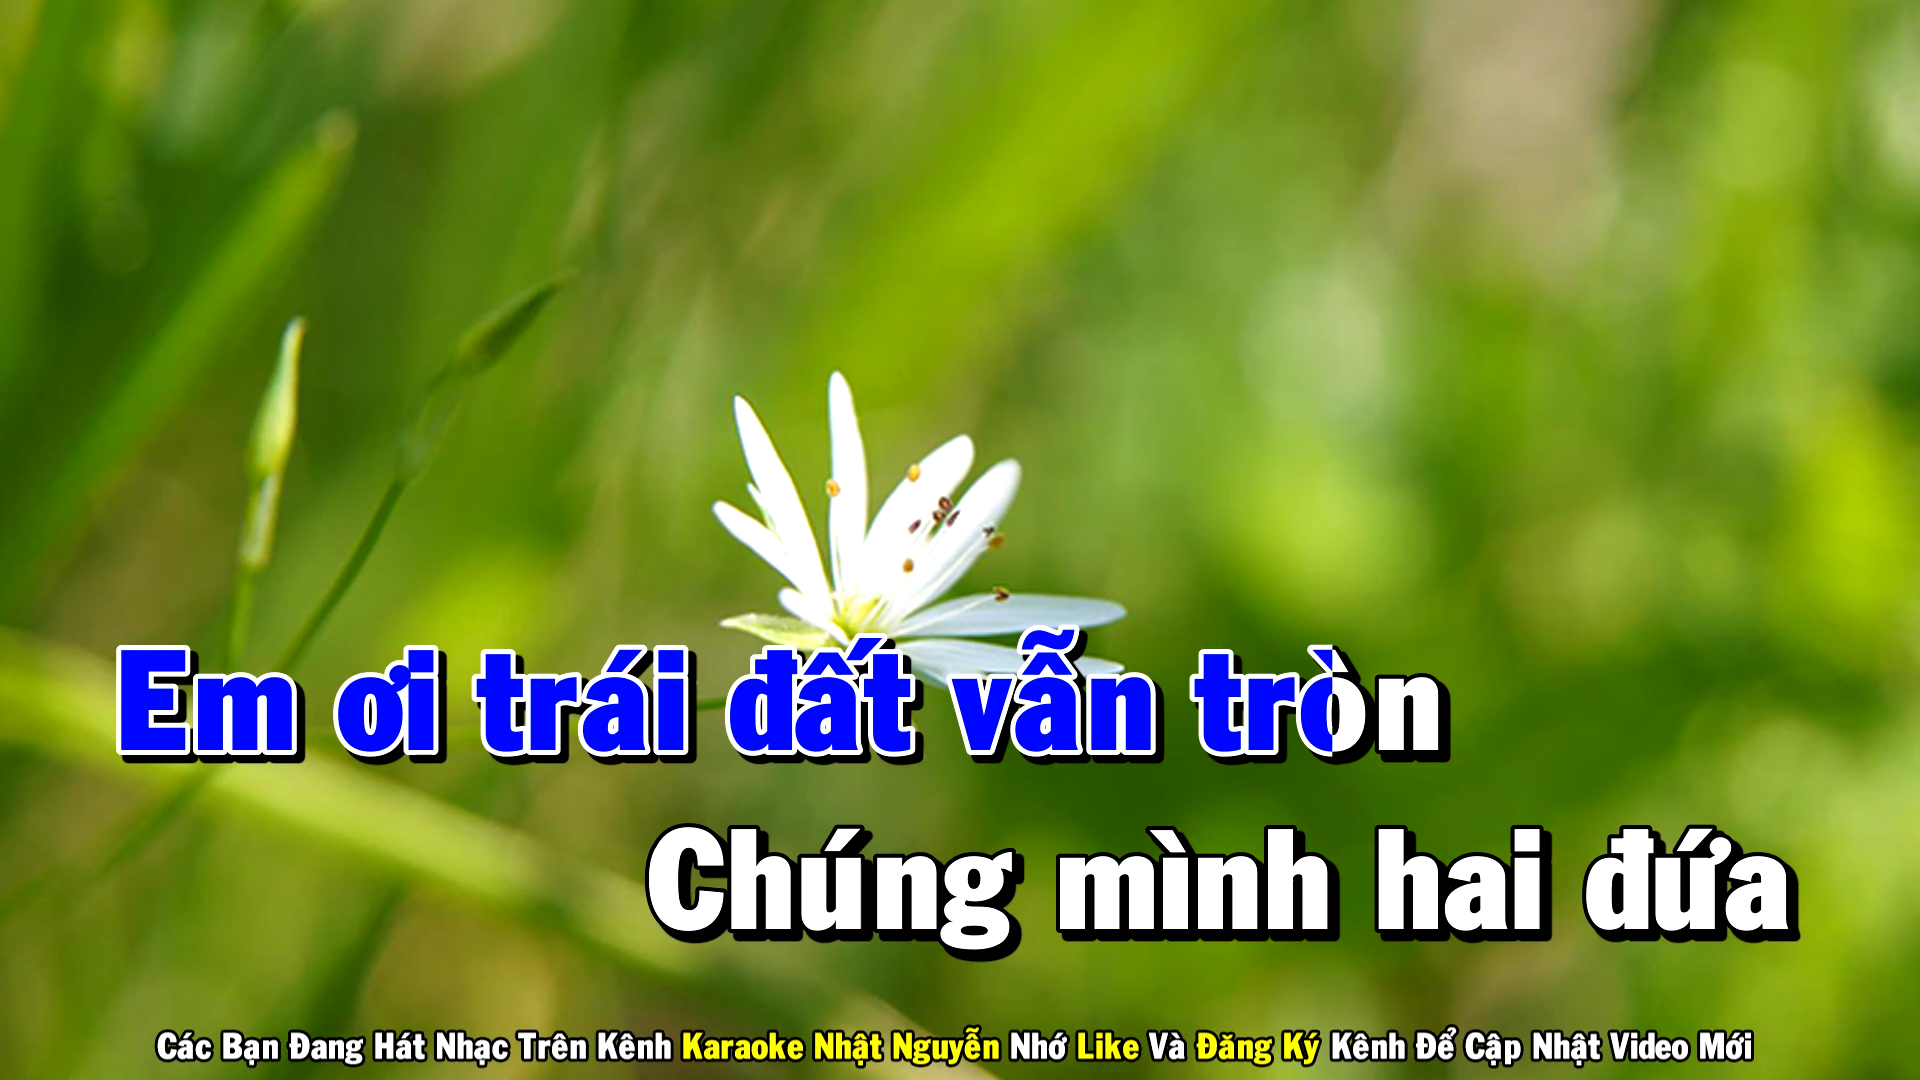 Em ơi trái đất vẫn tròn
Chúng mình hai đứa
Các Bạn Đang Hát Nhạc Trên Kênh Karaoke Nhật Nguyễn Nhớ Like Và Đăng Ký Kênh Để Cập Nhật Video Mới